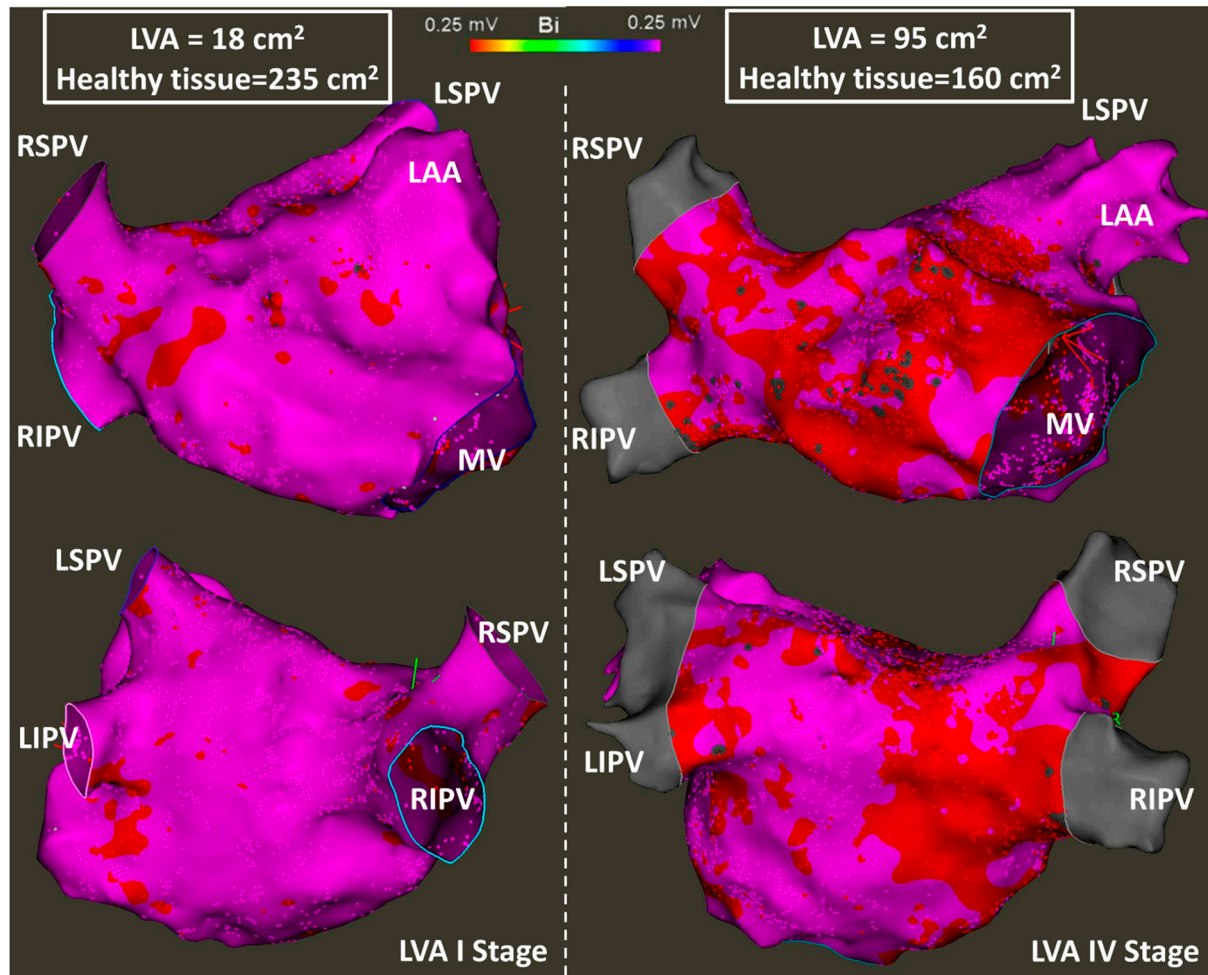 LVA = 18 cm²
Healthy tissue=235 cm²
0.25 mV Bi 0.25 mV
LVA = 95 cm²
Healthy tissue=160 cm²
RSPV
LSPV
LAA
RIPV
MV
RSPV
LSPV
LAA
RIPV
MV
LSPV
RSPV
LIPV
RIPV
LVA I Stage
LSPV
RSPV
LIPV
RIPV
R
LVA IV Stage